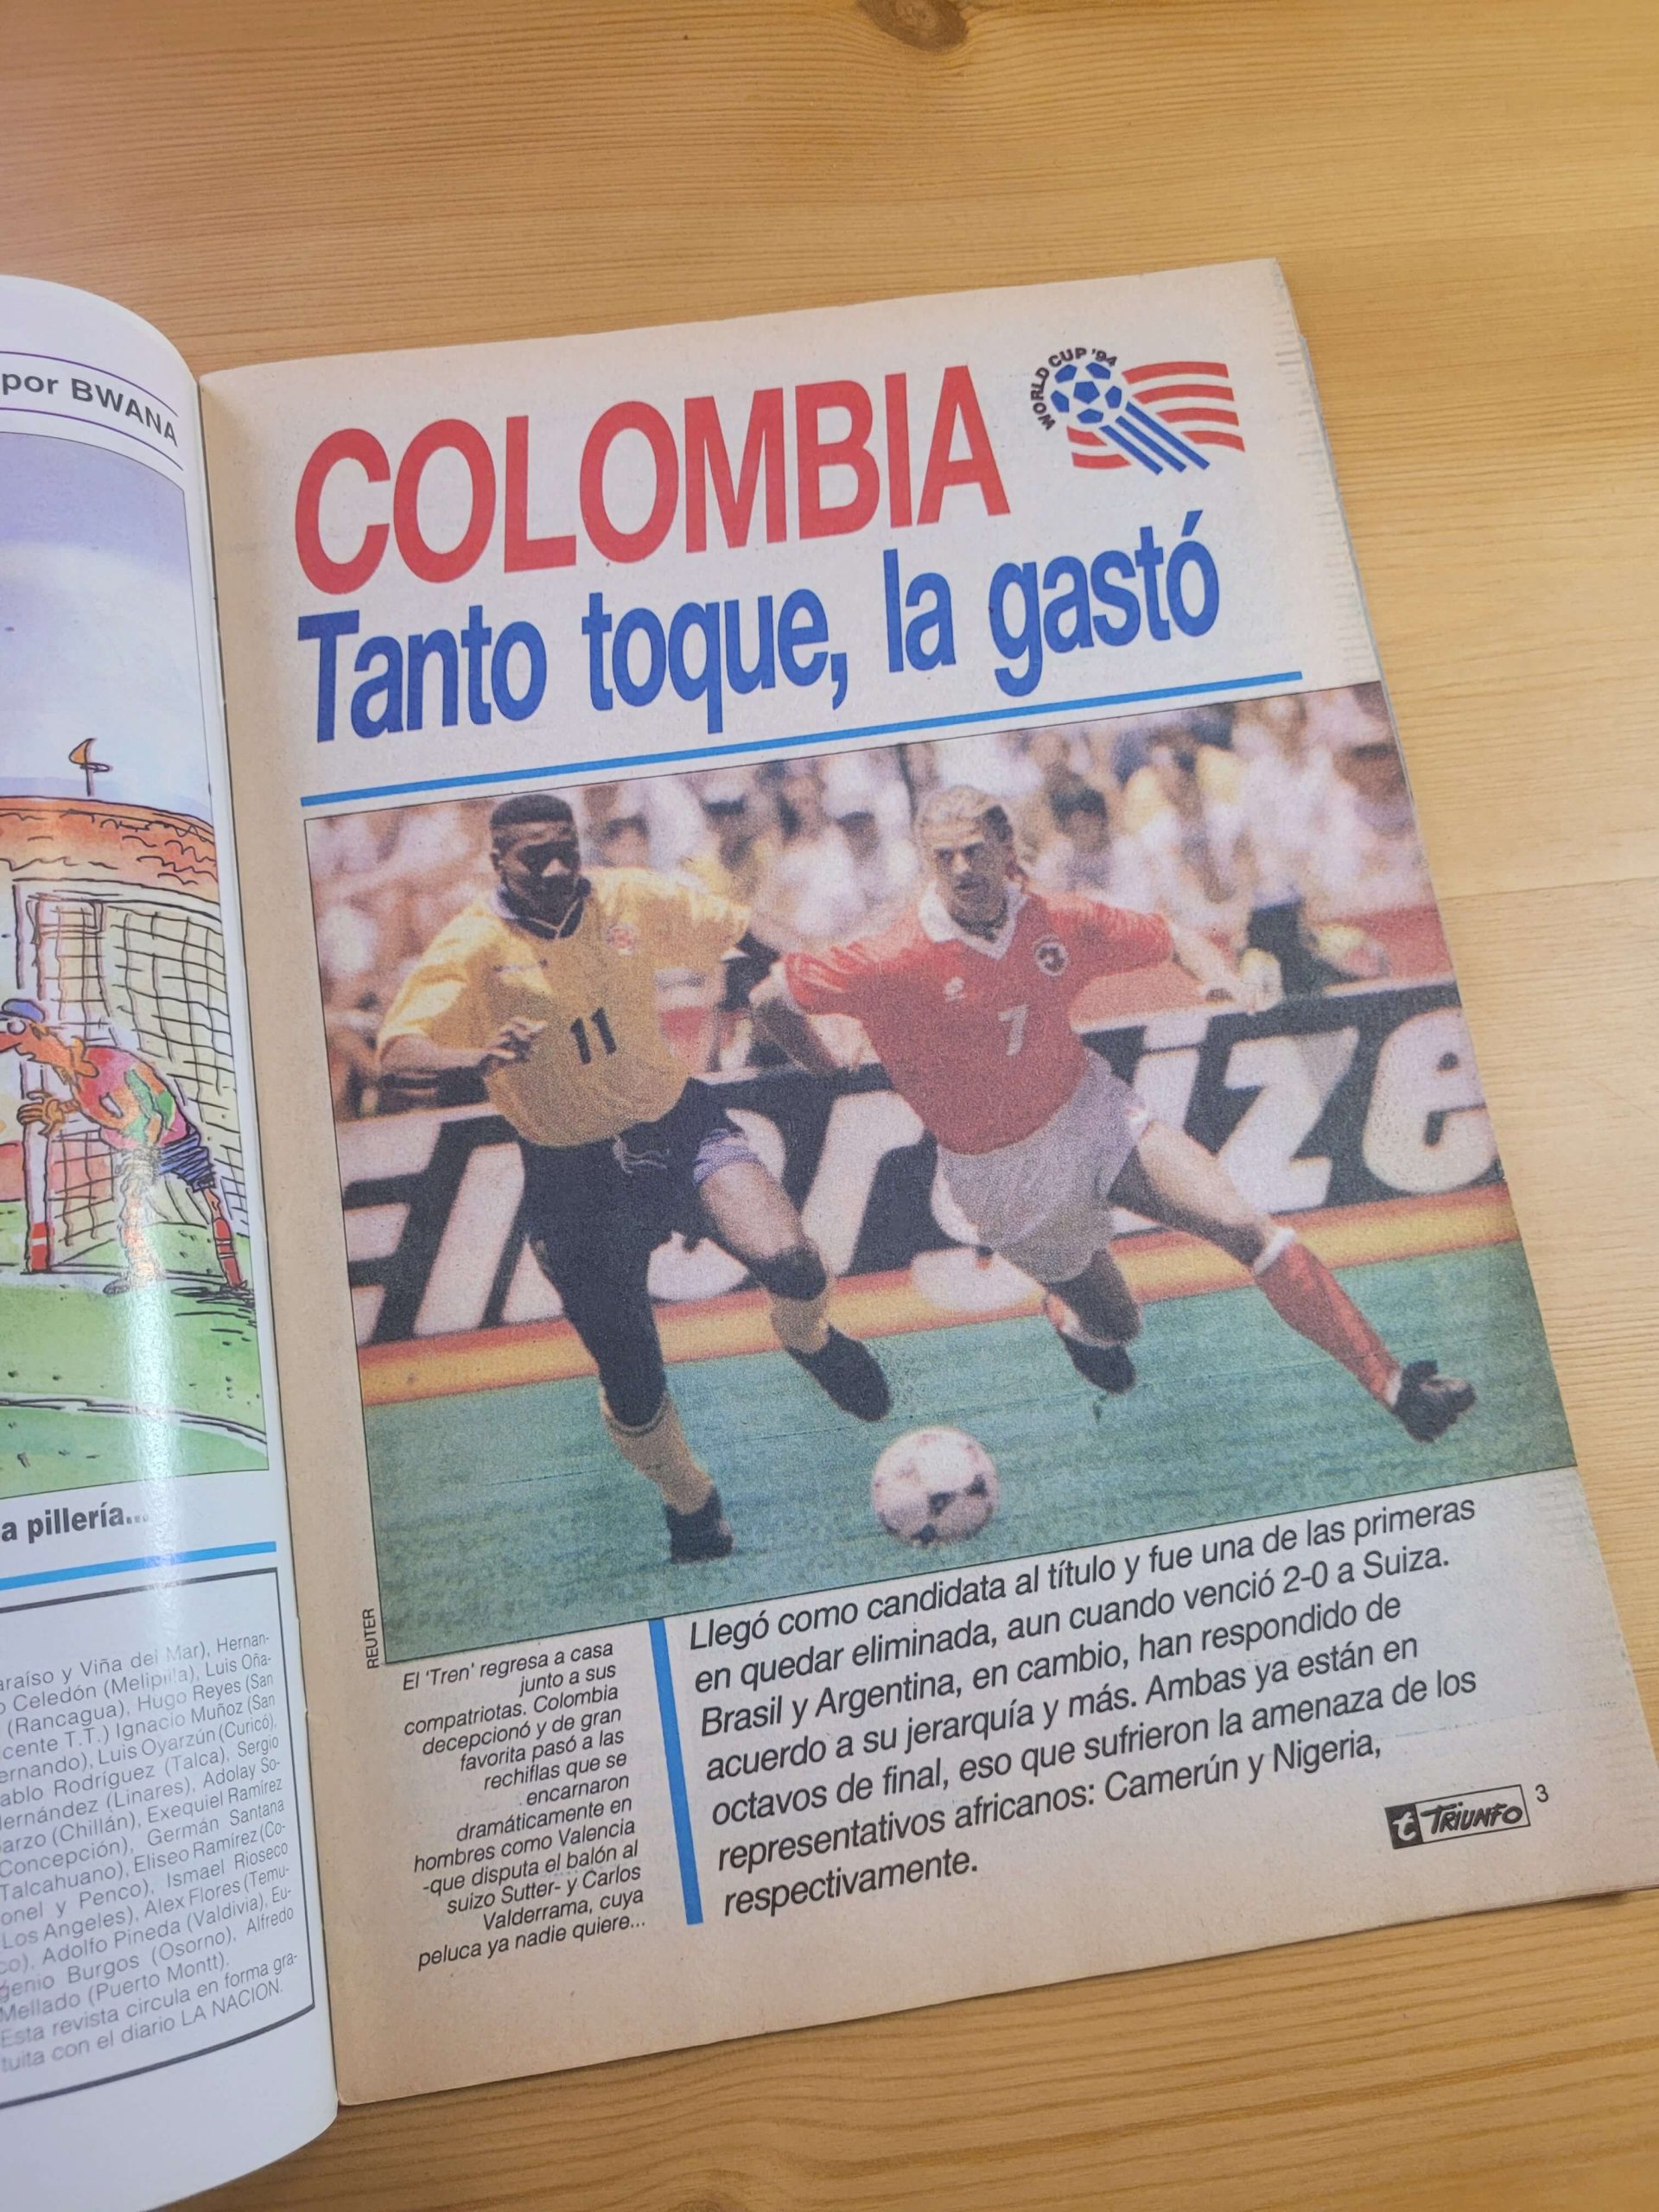 por BWANA
a pillería...
araíso y Viña del Mar), Hernan-
o Celedón (Melipilla), Luis Oña-
(Rancagua), Hugo Reyes (San
cente T.T.) Ignacio Muñoz (San
ernando), Luis Oyarzún (Curicó),
ablo Rodríguez (Talca), Sergio
Hernández (Linares), Adolay So-
arzo (Chillán), Exequiel Ramírez
Concepción), Germán Santana
Talcahuano), Eliseo Ramírez (Co-
onel y Penco), Ismael Rioseco
Los Angeles), Alex Flores (Temu-
co), Adolfo Pineda (Valdivia), Eu-
genio Burgos (Osorno), Alfredo
Mellado (Puerto Montt).
Esta revista circula en forma gra-
tuita con el diario LA NACION.
COLOMBIA
WORLD CUP '94
Tanto toque, la gastó
11
7
Energizer
REUTER
El 'Tren' regresa a casa
junto a sus
compatriotas. Colombia
decepcionó y de gran
favorita pasó a las
rechiflas que se
encarnaron
dramáticamente en
hombres como Valencia
-que disputa el balón al
suizo Sutter- y Carlos
Valderrama, cuya
peluca ya nadie quiere...
Llegó como candidata al título y fue una de las primeras
en quedar eliminada, aun cuando venció 2-0 a Suiza.
Brasil y Argentina, en cambio, han respondido de
acuerdo a su jerarquía y más. Ambas ya están en
octavos de final, eso que sufrieron la amenaza de los
representativos africanos: Camerún y Nigeria,
respectivamente.
t TRIUNFO 3